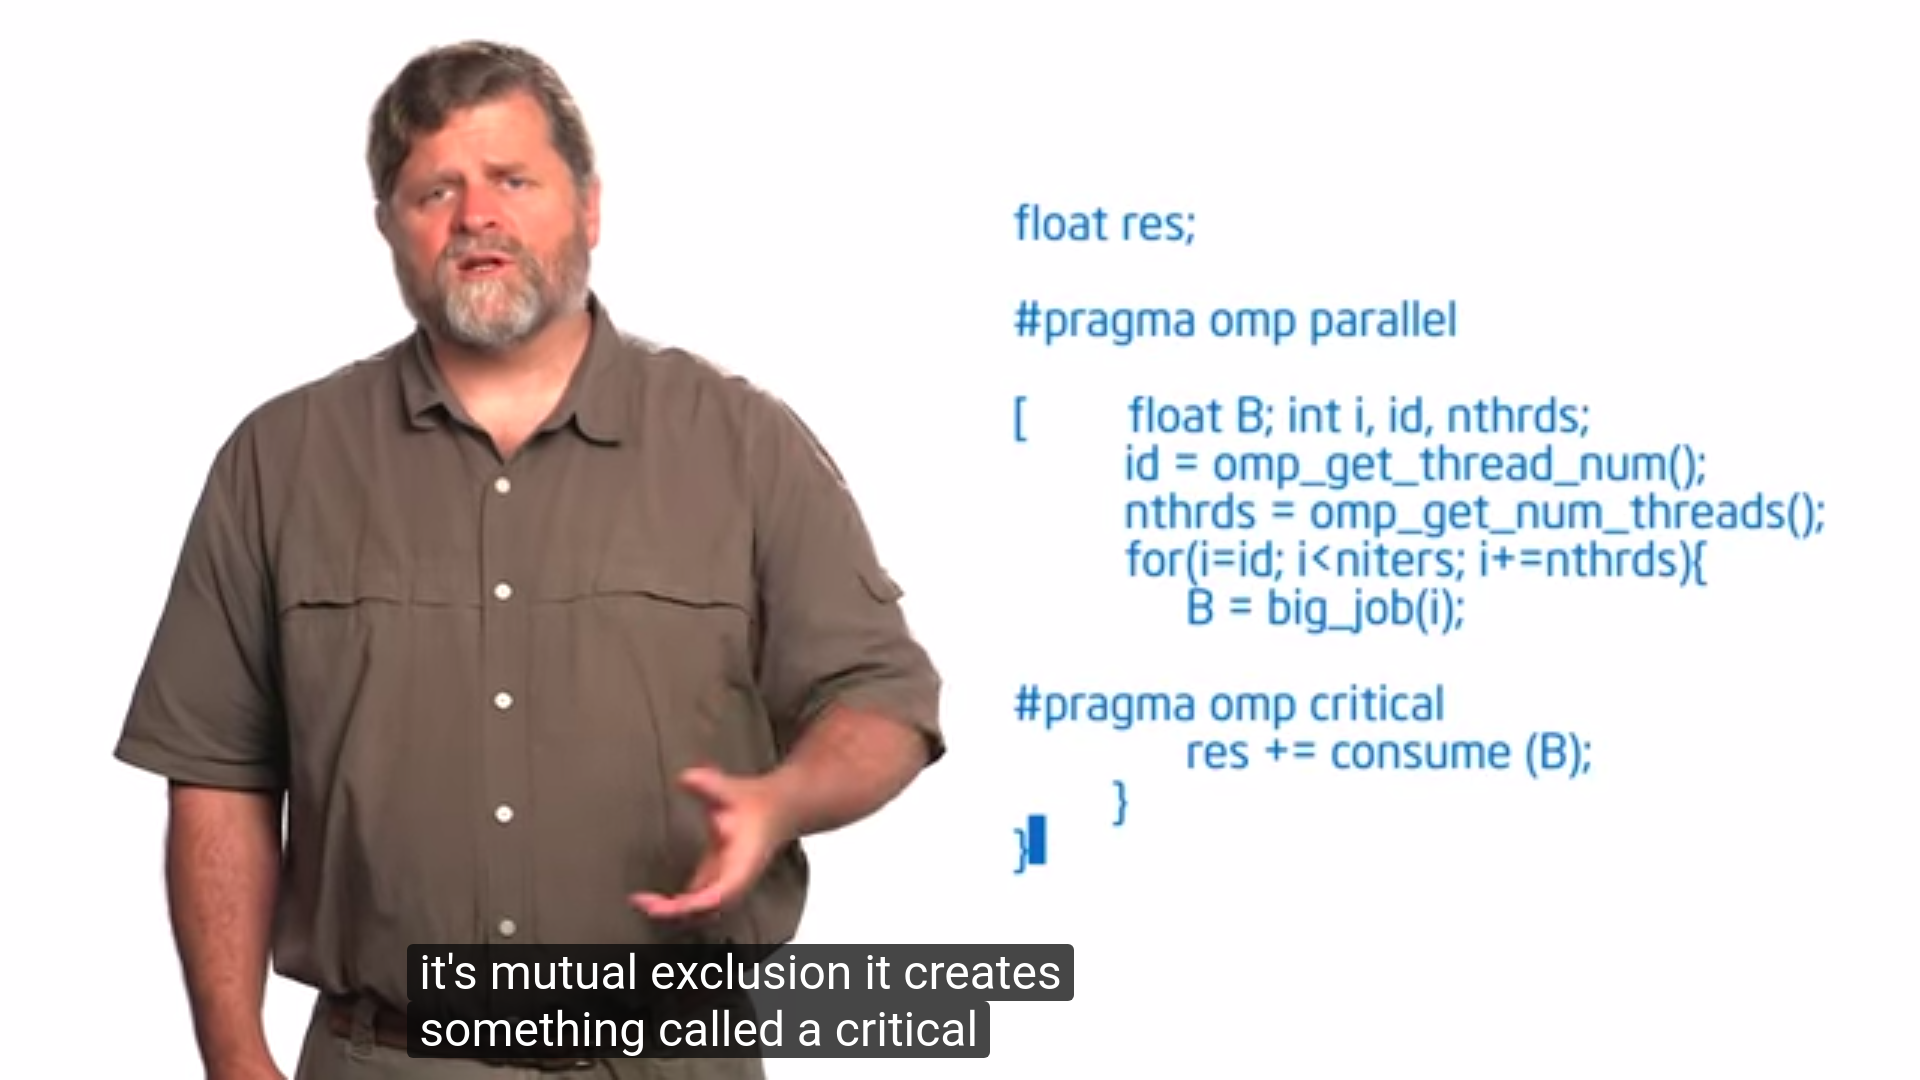 float res;
#pragma omp parallel
[ float B; int i, id, nthrds;
id = omp_get_thread_num();
nthrds = omp_get_num_threads();
for(i=id; i<niters; i+=nthrds){
B = big_job(i);
#pragma omp critical
res += consume (B);
}
}
it's mutual exclusion it creates
something called a critical